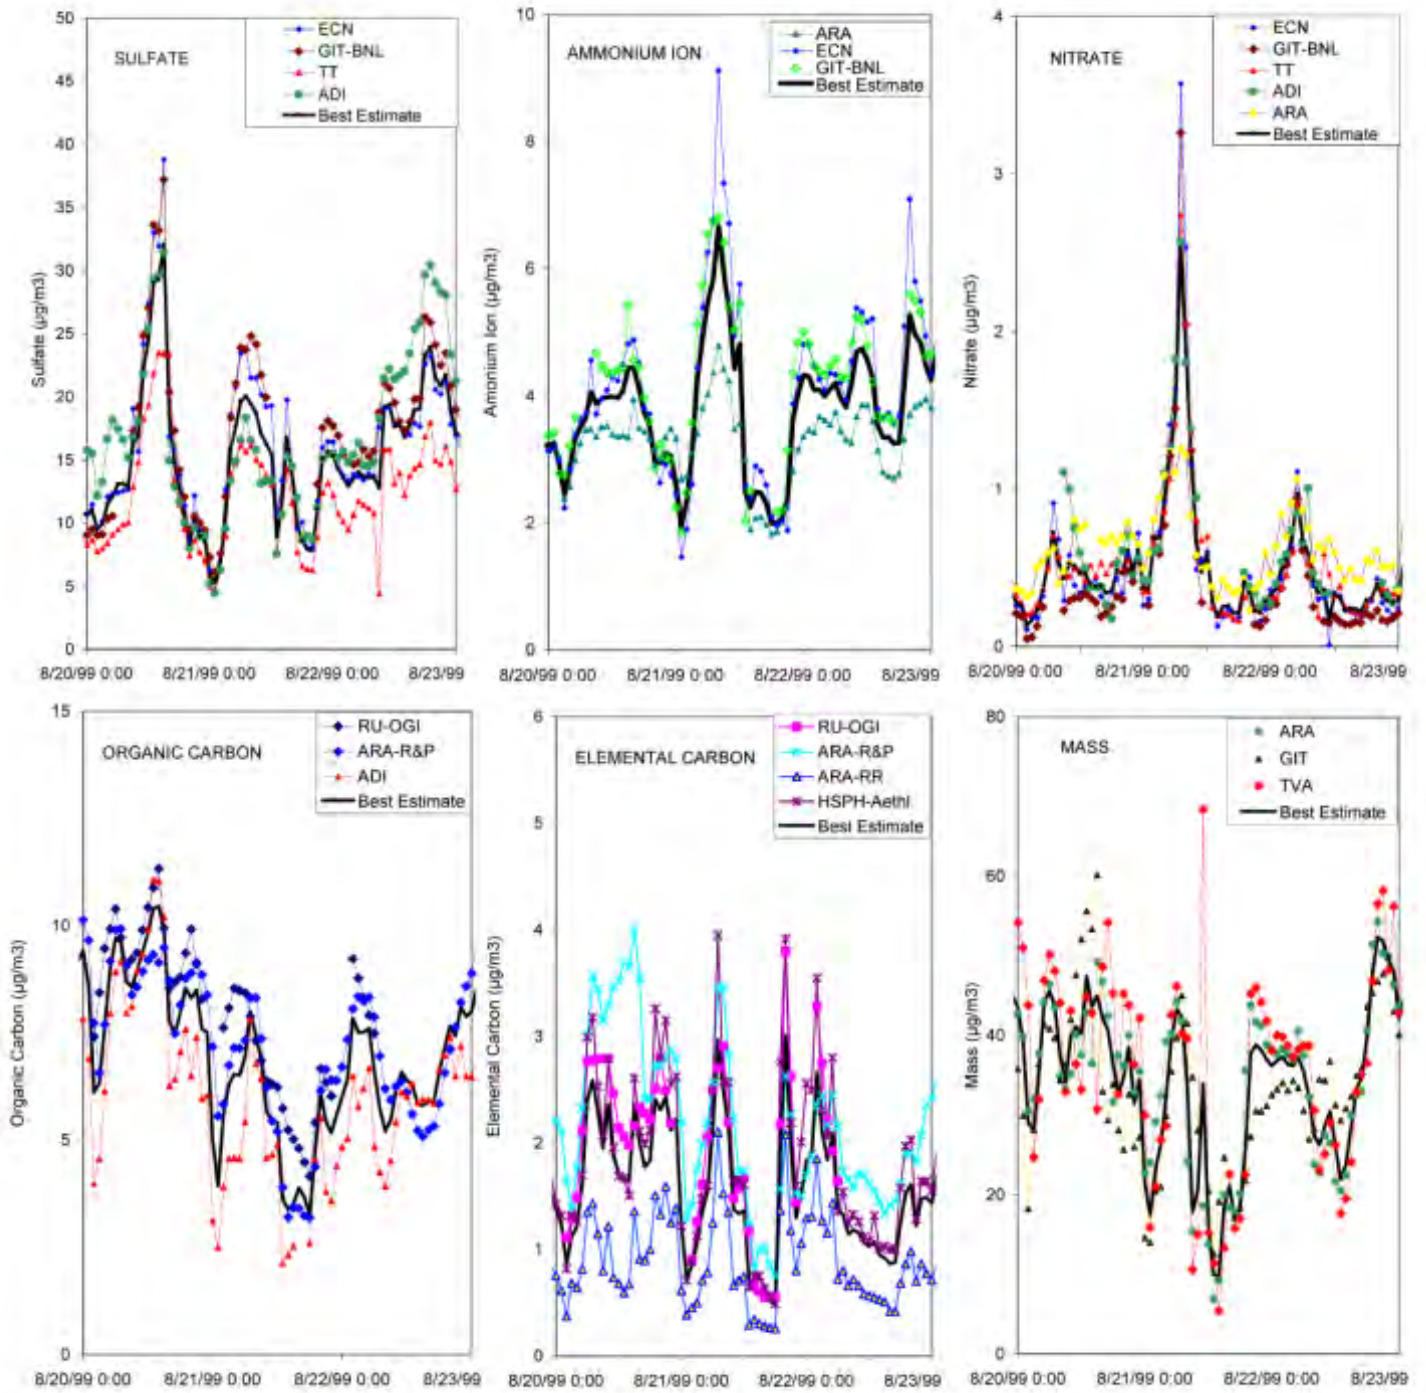 SULFATE
ECN
GIT-BNL
TT
ADI
Best Estimate
50
45
40
35
30
25
20
15
10
5
0
Sulfate (µg/m3)
8/20/99 0:00
8/21/99 0:00
8/22/99 0:00
8/23/99
AMMONIUM ION
ARA
ECN
GIT-BNL
Best Estimate
10
8
6
4
2
0
Amonium Ion (µg/m3)
8/20/99 0:00
8/21/99 0:00
8/22/99 0:00
8/23/99
NITRATE
ECN
GIT-BNL
TT
ADI
ARA
Best Estimate
4
3
2
1
0
Nitrate (µg/m3)
8/20/99 0:00
8/21/99 0:00
8/22/99 0:00
8/23/99
ORGANIC CARBON
RU-OGI
ARA-R&P
ADI
Best Estimate
15
10
5
0
Organic Carbon (µg/m3)
8/20/99 0:00
8/21/99 0:00
8/22/99 0:00
8/23/99
ELEMENTAL CARBON
RU-OGI
ARA-R&P
ARA-RR
HSPH-Aethl
Best Estimate
6
5
4
3
2
1
0
Elemental Carbon (µg/m3)
8/20/99 0:00
8/21/99 0:00
8/22/99 0:00
8/23/99
MASS
ARA
GIT
TVA
Best Estimate
80
60
40
20
0
Mass (µg/m3)
8/20/99 0:00
8/21/99 0:00
8/22/99 0:00
8/23/99